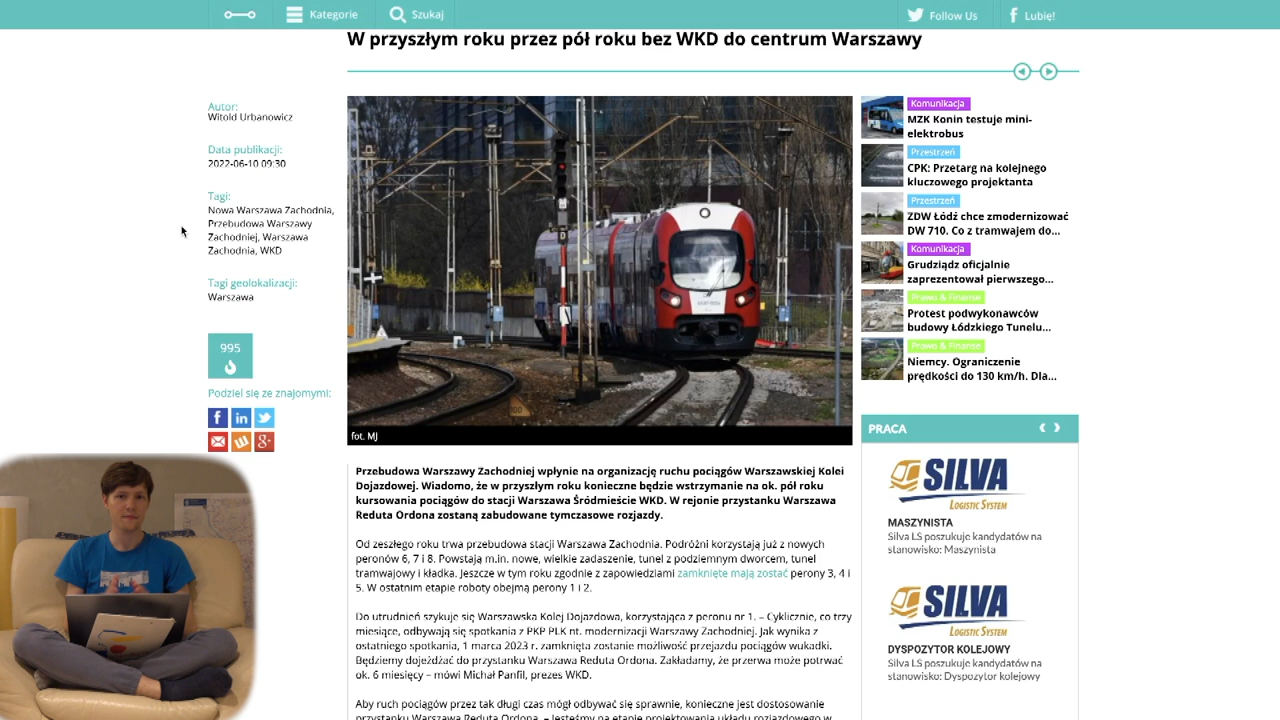 Kategorie
Szukaj
Follow Us
Lubię!
W przyszłym roku przez pół roku bez WKD do centrum Warszawy
Autor:
Witold Urbanowicz
Data publikacji:
2022-06-10 09:30
Tagi:
Nowa Warszawa Zachodnia,
Przebudowa Warszawy
Zachodniej, Warszawa
Zachodnia, WKD
Tagi geolokalizacji:
Warszawa
995
Podziel się ze znajomymi:
fot. MJ
Przebudowa Warszawy Zachodniej wpłynie na organizację ruchu pociągów Warszawskiej Kolei
Dojazdowej. Wiadomo, że w przyszłym roku konieczne będzie wstrzymanie na ok. pół roku
kursowania pociągów do stacji Warszawa Śródmieście WKD. W rejonie przystanku Warszawa
Reduta Ordona zostaną zabudowane tymczasowe rozjazdy.
Od zeszłego roku trwa przebudowa stacji Warszawa Zachodnia. Podróżni korzystają już z nowych
peronów 6, 7 i 8. Powstają m.in. nowe, wielkie zadaszenie, tunel z podziemnym dworcem, tunel
tramwajowy i kładka. Jeszcze w tym roku zgodnie z zapowiedziami zamknięte mają zostać perony 3, 4 i
5. W ostatnim etapie roboty obejmą perony 1 i 2.
Do utrudnień szykuje się Warszawska Kolej Dojazdowa, korzystająca z peronu nr 1. – Cyklicznie, co trzy
miesiące, odbywają się spotkania z PKP PLK nt. modernizacji Warszawy Zachodniej. Jak wynika z
ostatniego spotkania, 1 marca 2023 r. zamknięta zostanie możliwość przejazdu pociągów wukadki.
Będziemy dojeżdżać do przystanku Warszawa Reduta Ordona. Zakładamy, że przerwa może potrwać
ok. 6 miesięcy – mówi Michał Panfil, prezes WKD.
Aby ruch pociągów przez tak długi czas mógł odbywać się sprawnie, konieczne jest dostosowanie
przystanku Warszawa Reduta Ordona. – Jesteśmy na etapie projektowania układu rozjazdowego w
Komunikacja
MZK Konin testuje mini-
elektrobus
Przestrzeń
CPK: Przetarg na kolejnego
kluczowego projektanta
Przestrzeń
ZDW Łódź chce zmodernizować
DW 710. Co z tramwajem do...
Komunikacja
Grudziądz oficjalnie
zaprezentował pierwszego...
Prawo & Finanse
Protest podwykonawców
budowy Łódzkiego Tunelu...
Prawo & Finanse
Niemcy. Ograniczenie
prędkości do 130 km/h. Dla...
PRACA
SILVA
LOGISTIC SYSTEM
MASZYNISTA
Silva LS poszukuje kandydatów na
stanowisko: Maszynista
SILVA
LOGISTIC SYSTEM
DYSPOZYTOR KOLEJOWY
Silva LS poszukuje kandydatów na
stanowisko: Dyspozytor kolejowy